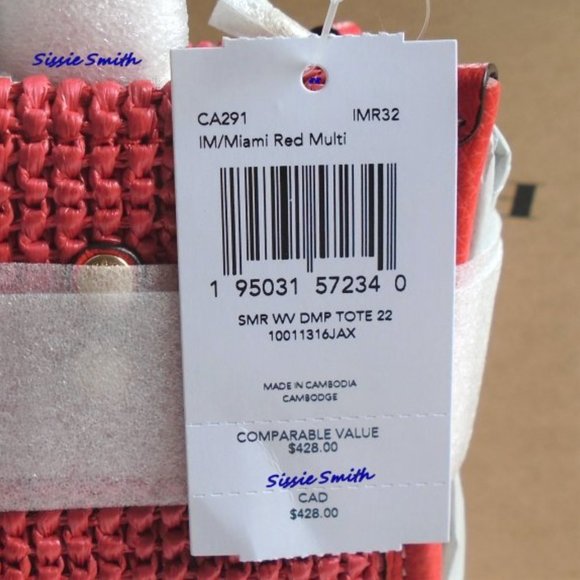 Sissie Smith
CA291 IMR32
IM/Miami Red Multi
1 95031 57234 0
SMR WV DMP TOTE 22
10011316JAX
MADE IN CAMBODIA
CAMBODGE
COMPARABLE VALUE
$428.00
Sissie Smith
CAD
$428.00